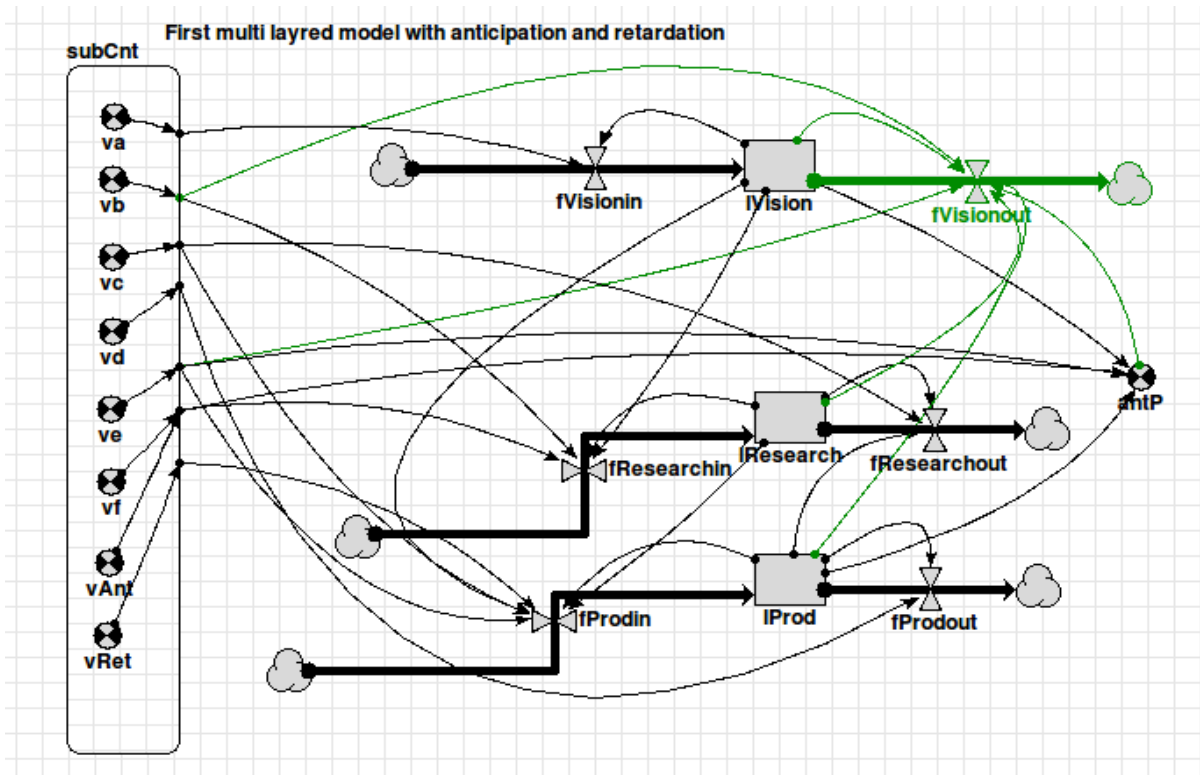 First multi layred model with anticipation and retardation
subCnt
va
vb
vc
vd
ve
vf
vAnt
vRet
fVisionin
lVision
fVisionout
antP
fResearchin
lResearch
fResearchout
fProdin
lProd
fProdout